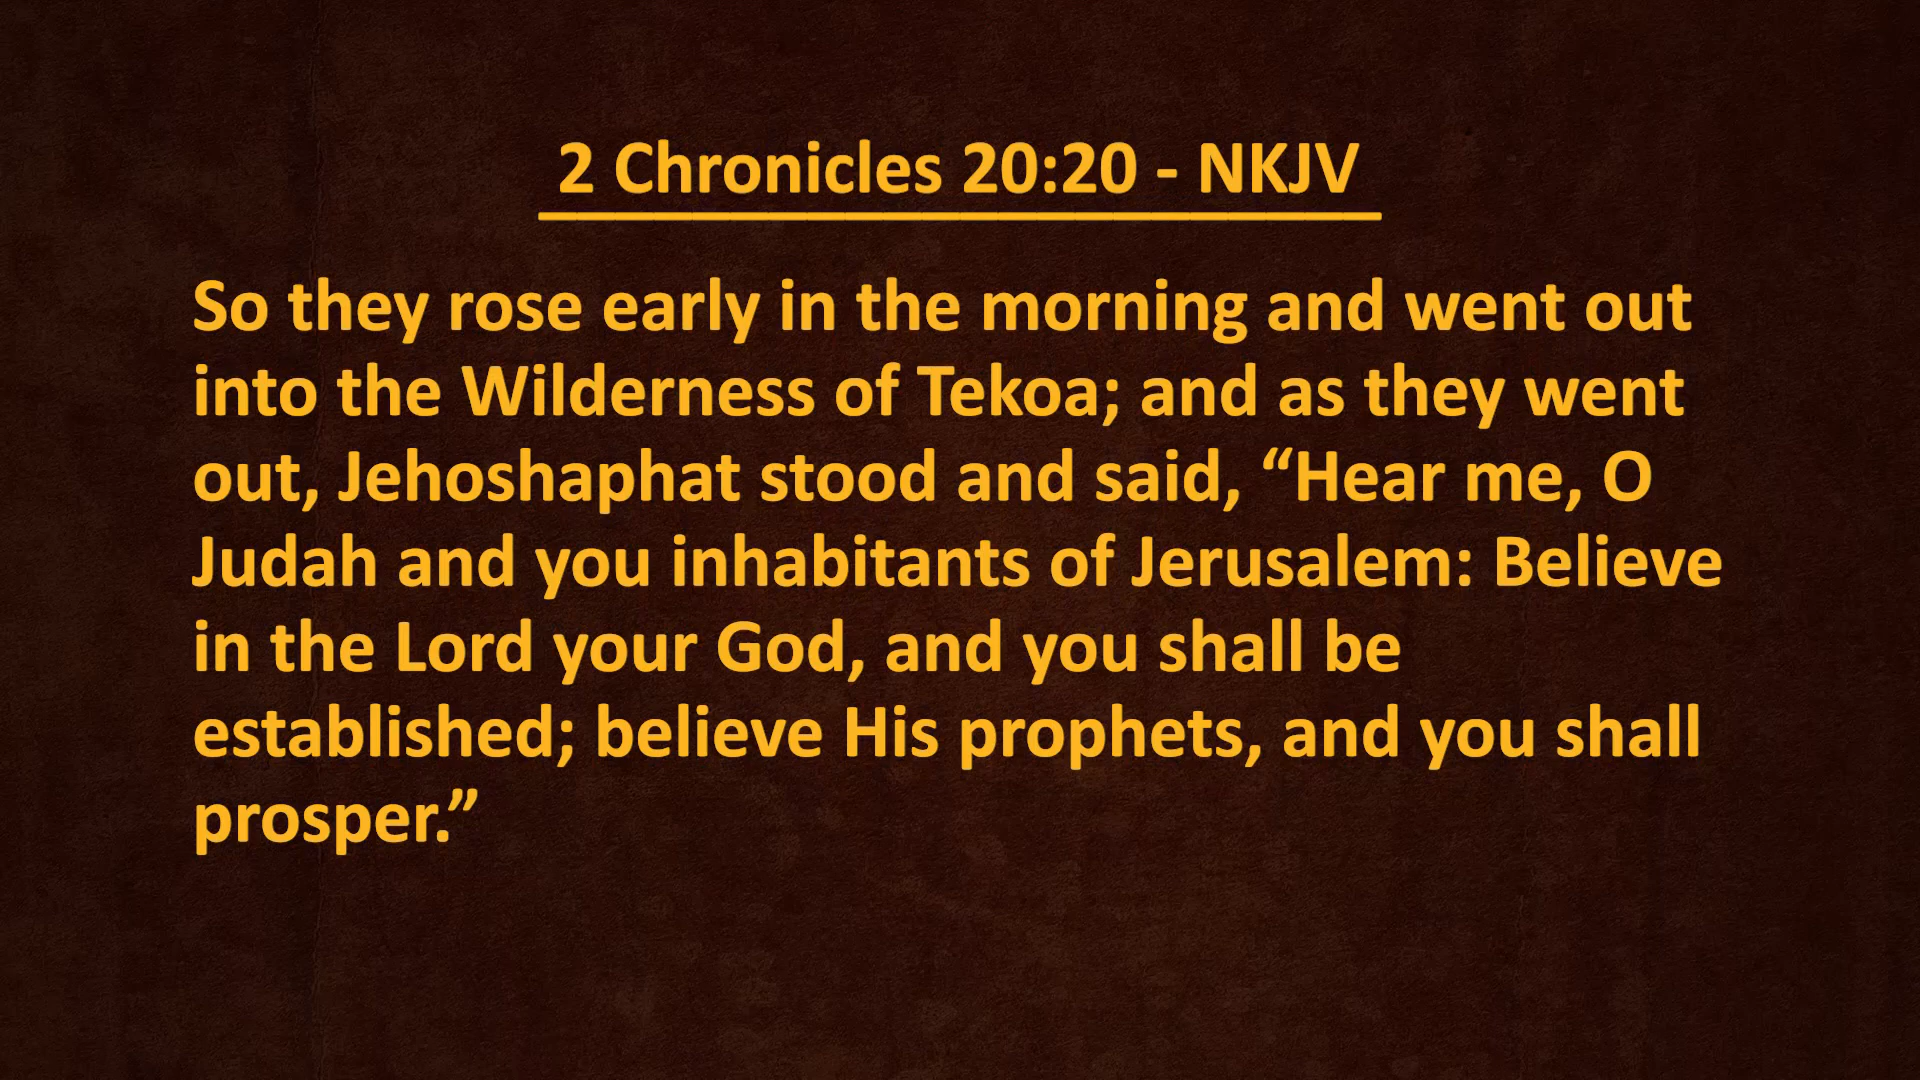 2 Chronicles 20:20 - NKJV
So they rose early in the morning and went out
into the Wilderness of Tekoa; and as they went
out, Jehoshaphat stood and said, “Hear me, O
Judah and you inhabitants of Jerusalem: Believe
in the Lord your God, and you shall be
established; believe His prophets, and you shall
prosper.”